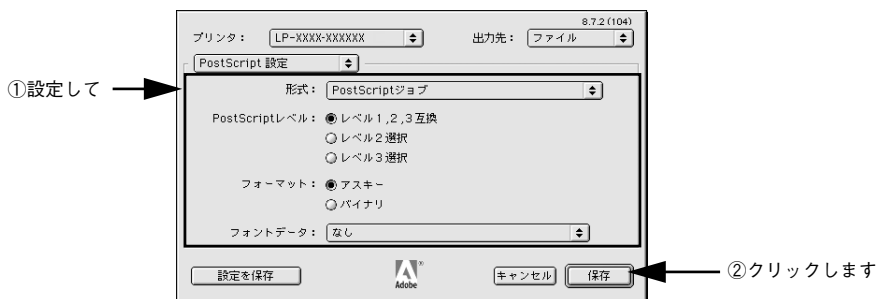 8.7.2 (104)
プリンタ： LP-XXXX-XXXXXX 出力先： ファイル
PostScript 設定
①設定して
形式： PostScriptジョブ
PostScriptレベル： レベル1,2,3互換
レベル2選択
レベル3選択
フォーマット： アスキー
バイナリ
フォントデータ： なし
設定を保存 Adobe® キャンセル 保存
②クリックします